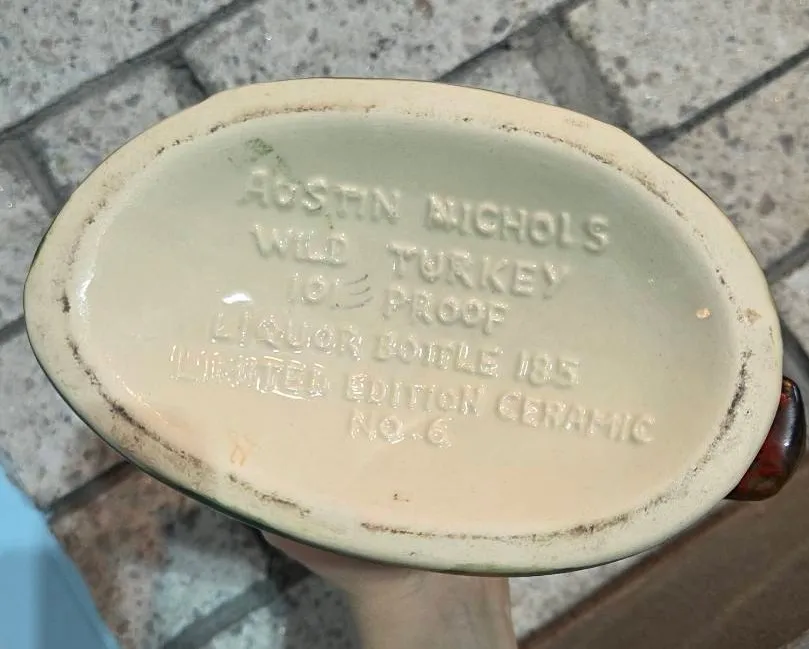 AUSTIN NICHOLS
WILD TURKEY
101 PROOF
LIQUOR BOTTLE 185
LIMITED EDITION CERAMIC
NO. 6